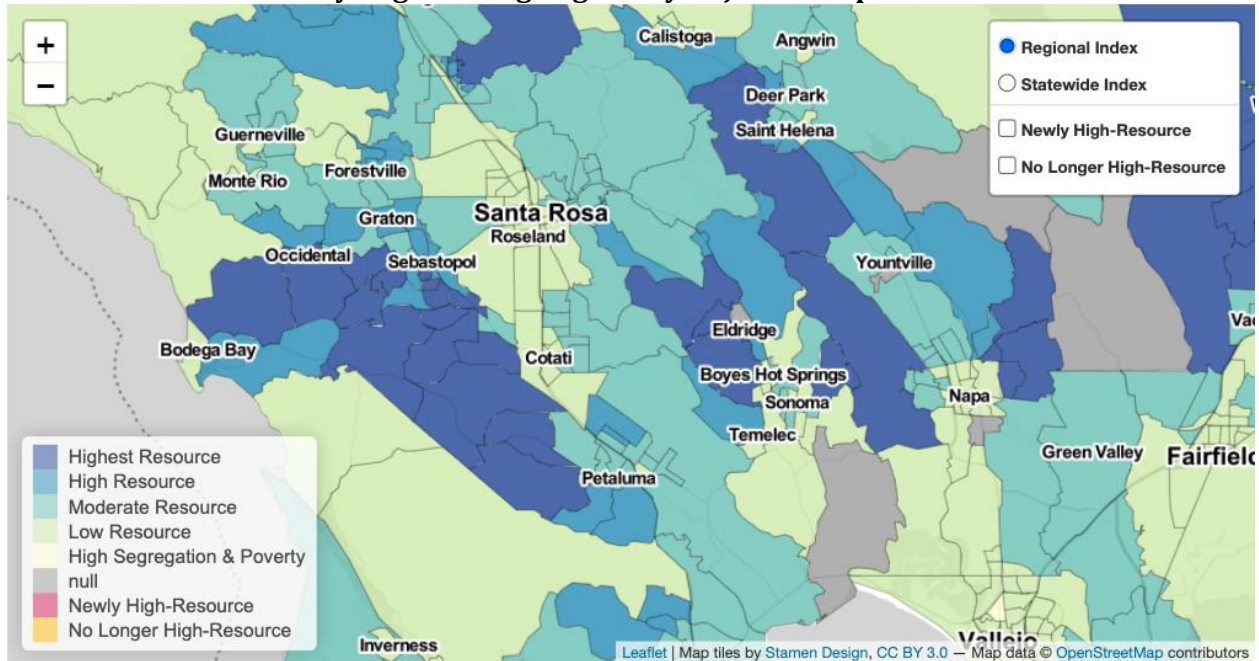 +
−
Calistoga
Angwin
Regional Index
Statewide Index
Newly High-Resource
No Longer High-Resource
Deer Park
Saint Helena
Guerneville
Forestville
Monte Rio
Graton
Santa Rosa
Roseland
Occidental
Sebastopol
Yountville
Eldridge
Bodega Bay
Cotati
Boyes Hot Springs
Sonoma
Napa
Temelec
Green Valley
Fairfield
Petaluma
Highest Resource
High Resource
Moderate Resource
Low Resource
High Segregation & Poverty
null
Newly High-Resource
No Longer High-Resource
Inverness
Vallejo
Leaflet | Map tiles by Stamen Design, CC BY 3.0 — Map data © OpenStreetMap contributors